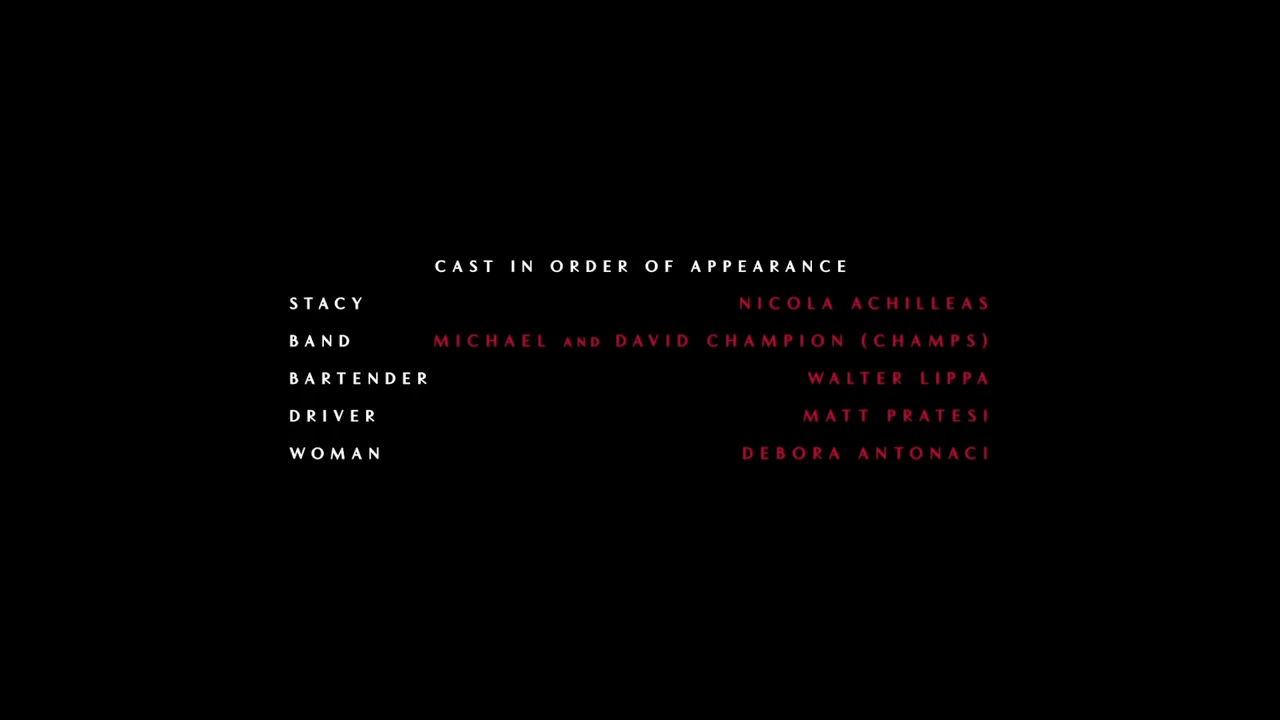 CAST IN ORDER OF APPEARANCE
STACY NICOLA ACHILLEAS
BAND MICHAEL AND DAVID CHAMPION (CHAMPS)
BARTENDER WALTER LIPPA
DRIVER MATT PRATESI
WOMAN DEBORA ANTONACI